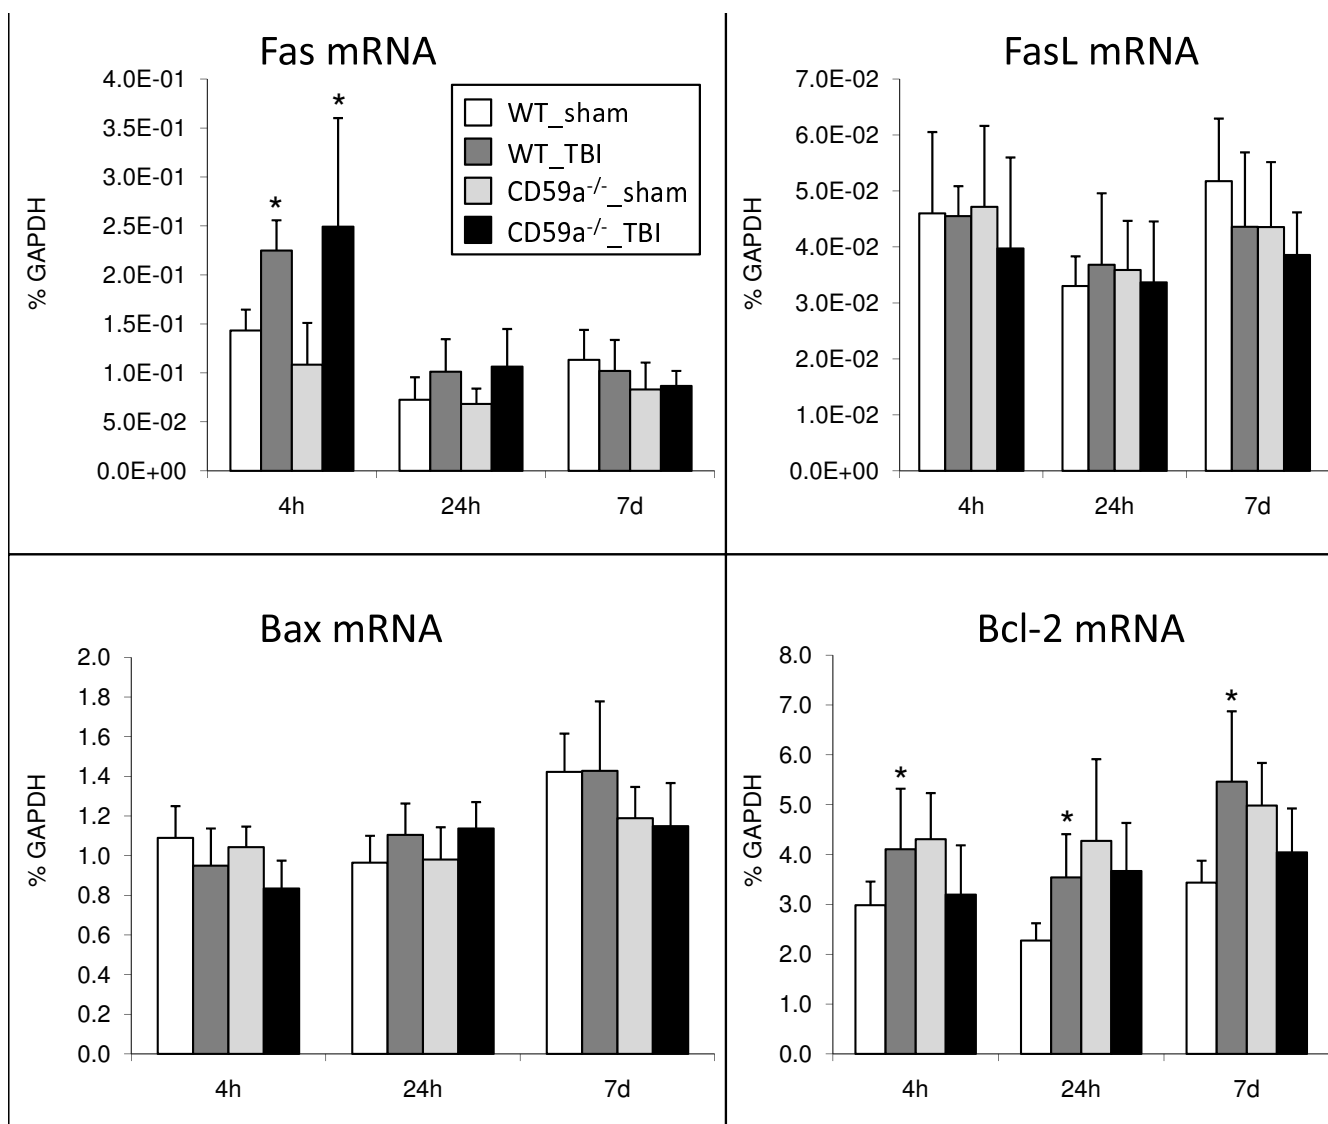 Fas mRNA
4.0E-01
3.5E-01
3.0E-01
2.5E-01
2.0E-01
1.5E-01
1.0E-01
5.0E-02
0.0E+00
% GAPDH
*
*
4h
24h
7d
WT_sham
WT_TBI
CD59a-/-_sham
CD59a-/-_TBI
FasL mRNA
7.0E-02
6.0E-02
5.0E-02
4.0E-02
3.0E-02
2.0E-02
1.0E-02
0.0E+00
% GAPDH
4h
24h
7d
Bax mRNA
2.0
1.8
1.6
1.4
1.2
1.0
0.8
0.6
0.4
0.2
0.0
% GAPDH
4h
24h
7d
Bcl-2 mRNA
8.0
7.0
6.0
5.0
4.0
3.0
2.0
1.0
0.0
% GAPDH
*
*
*
4h
24h
7d